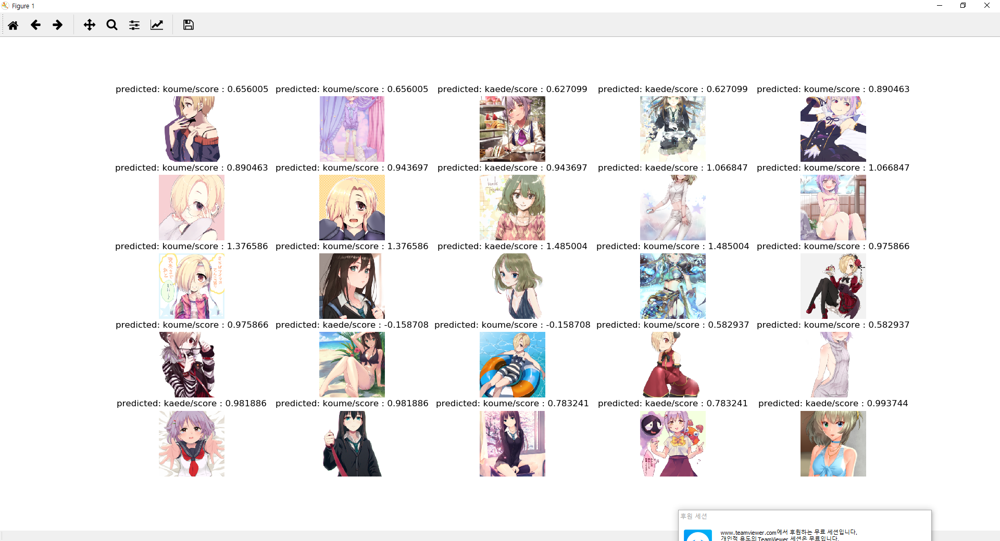 Figure 1
predicted: koume/score : 0.656005
predicted: koume/score : 0.656005
predicted: kaede/score : 0.627099
predicted: kaede/score : 0.627099
predicted: koume/score : 0.890463
predicted: koume/score : 0.890463
predicted: koume/score : 0.943697
predicted: kaede/score : 0.943697
predicted: kaede/score : 1.066847
predicted: koume/score : 1.066847
predicted: koume/score : 1.376586
predicted: koume/score : 1.376586
predicted: kaede/score : 1.485004
predicted: koume/score : 1.485004
predicted: koume/score : 0.975866
predicted: koume/score : 0.975866
predicted: kaede/score : -0.158708
predicted: koume/score : -0.158708
predicted: koume/score : 0.582937
predicted: koume/score : 0.582937
predicted: kaede/score : 0.981886
predicted: koume/score : 0.981886
predicted: koume/score : 0.783241
predicted: kaede/score : 0.783241
predicted: kaede/score : 0.993744
후원 세션
www.teamviewer.com에서 후원하는 무료 세션입니다.
개인적 용도의 TeamViewer 세션은 무료입니다.